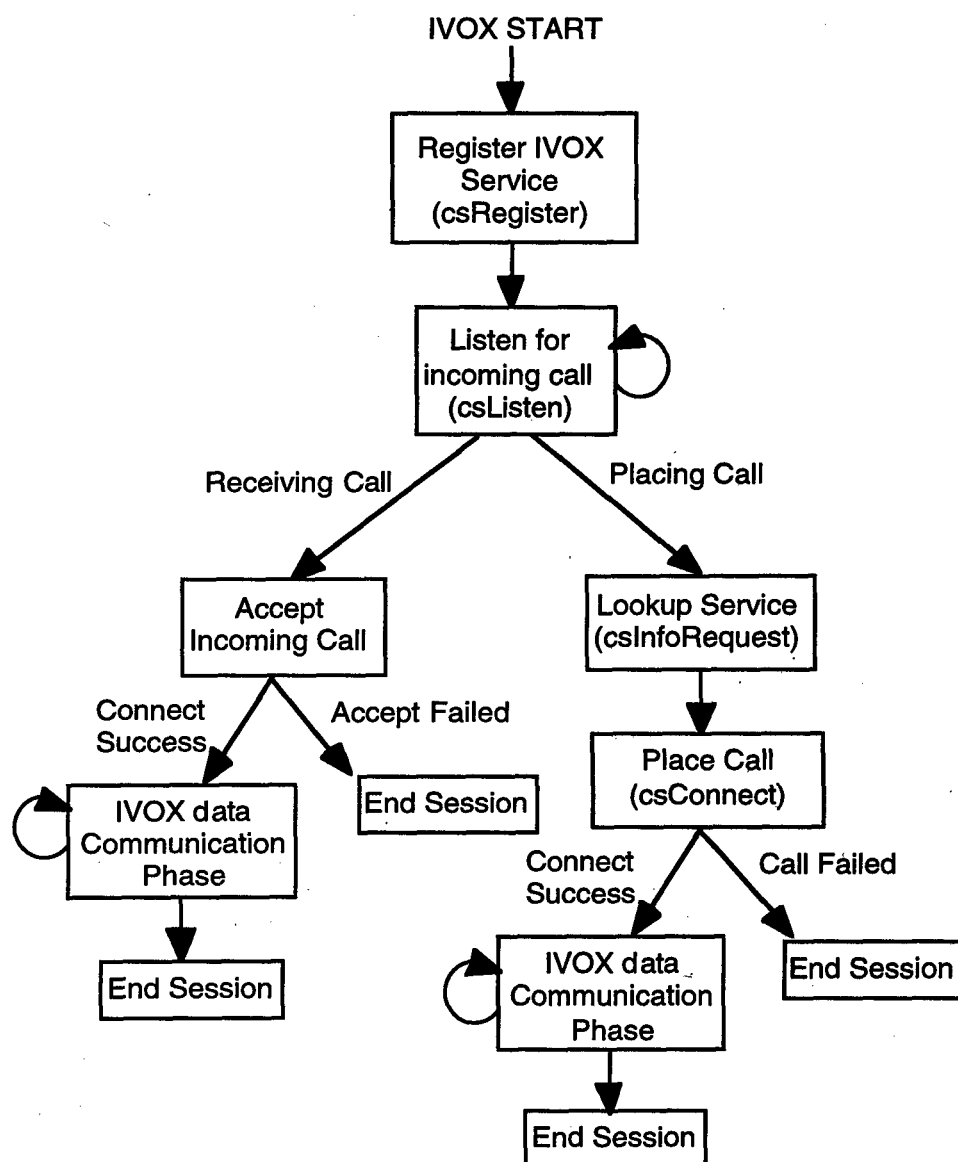 IVOX START
Register IVOX
Service
(csRegister)
Listen for
incoming call
(csListen)
Receiving Call
Placing Call
Accept
Incoming Call
Lookup Service
(csInfoRequest)
Connect
Success
Accept Failed
Place Call
(csConnect)
IVOX data
Communication
Phase
End Session
Connect
Success
Call Failed
End Session
IVOX data
Communication
Phase
End Session
End Session